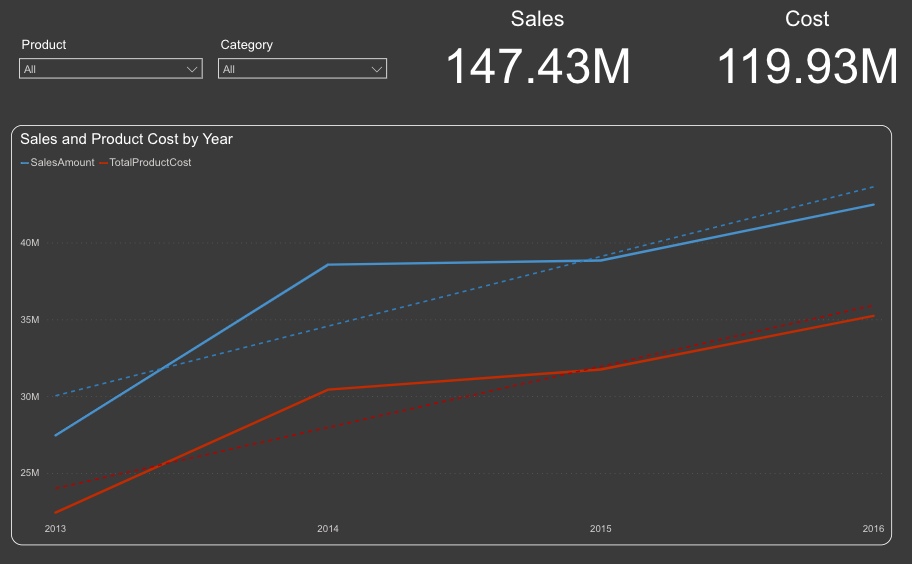 Sales
Cost
Product
Category
All
All
147.43M
119.93M
Sales and Product Cost by Year
SalesAmount
TotalProductCost
40M
35M
30M
25M
2013
2014
2015
2016